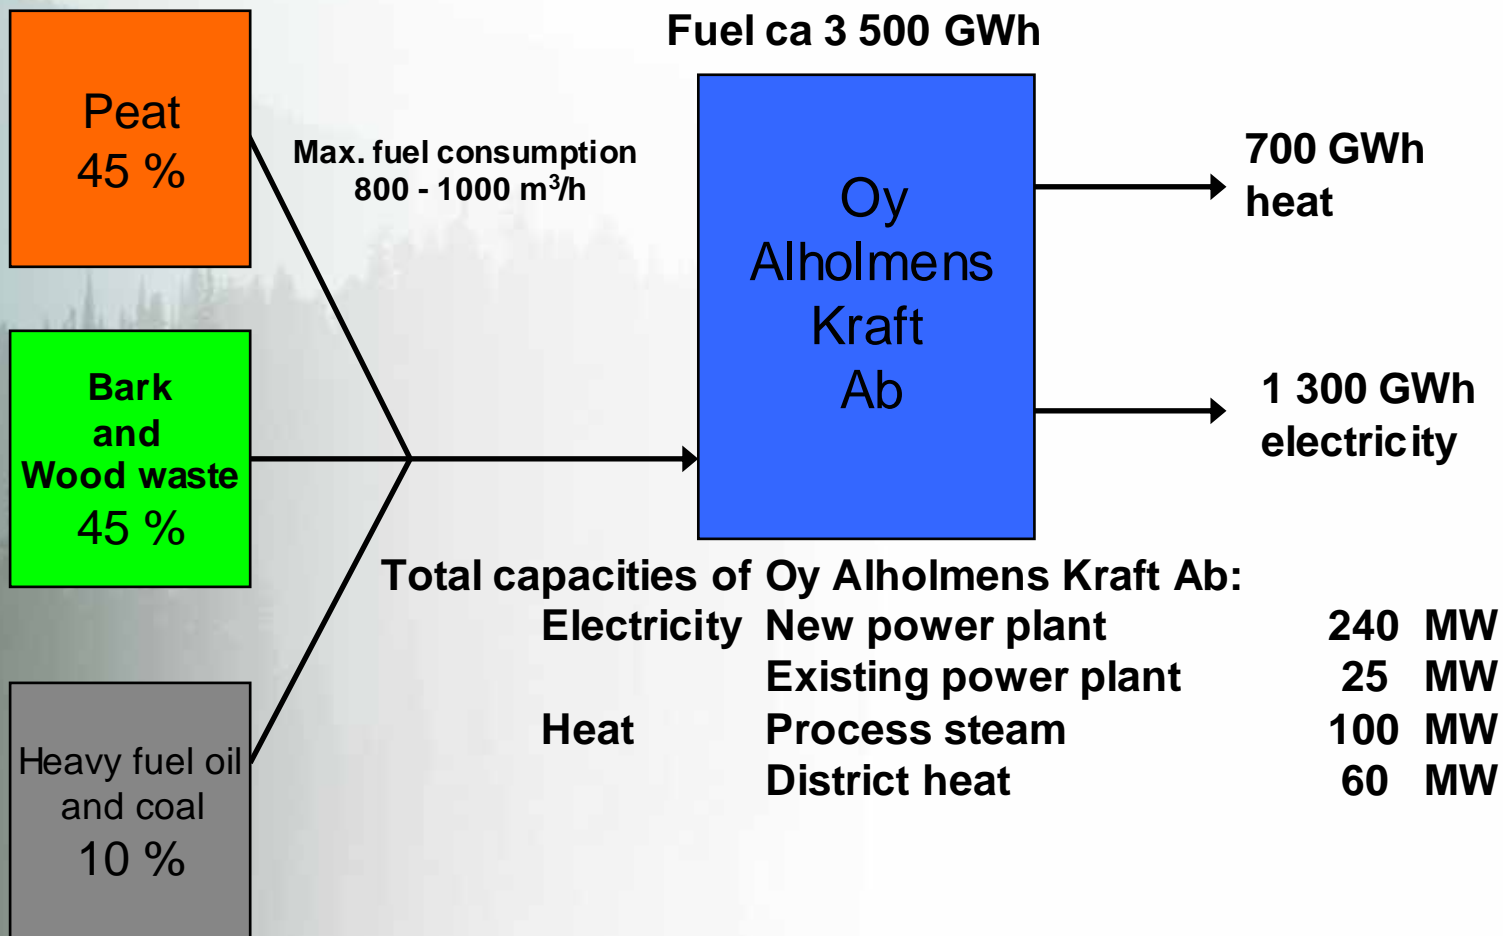 Fuel ca 3 500 GWh
Peat
45 %
Max. fuel consumption
800 - 1000 m³/h
Bark
and
Wood waste
45 %
Heavy fuel oil
and coal
10 %
Oy
Alholmens
Kraft
Ab
700 GWh
heat
1 300 GWh
electricity
Total capacities of Oy Alholmens Kraft Ab:
Electricity New power plant 240 MW
Existing power plant 25 MW
Heat Process steam 100 MW
District heat 60 MW